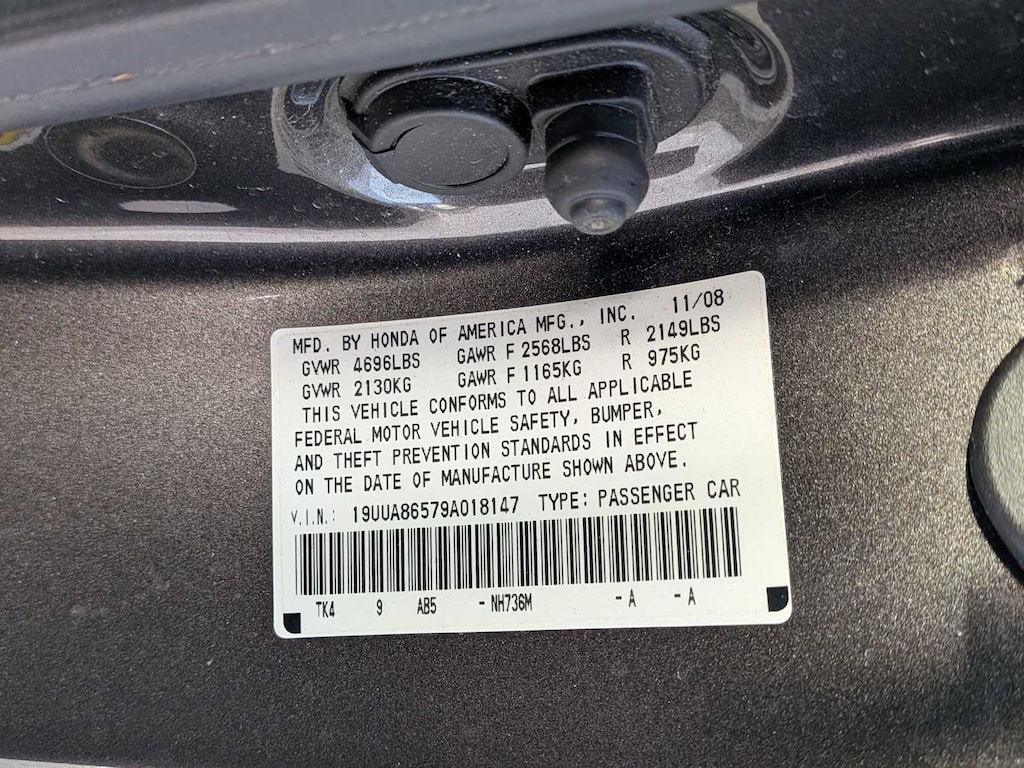 MFD. BY HONDA OF AMERICA MFG., INC. 11/08
GVWR 4696LBS GAWR F 2568LBS R 2149LBS
GVWR 2130KG GAWR F 1165KG R 975KG
THIS VEHICLE CONFORMS TO ALL APPLICABLE
FEDERAL MOTOR VEHICLE SAFETY, BUMPER,
AND THEFT PREVENTION STANDARDS IN EFFECT
ON THE DATE OF MANUFACTURE SHOWN ABOVE.
V.I.N.: 19UUA86579A018147 TYPE: PASSENGER CAR
TK4 9 AB5 -NH736M -A -A